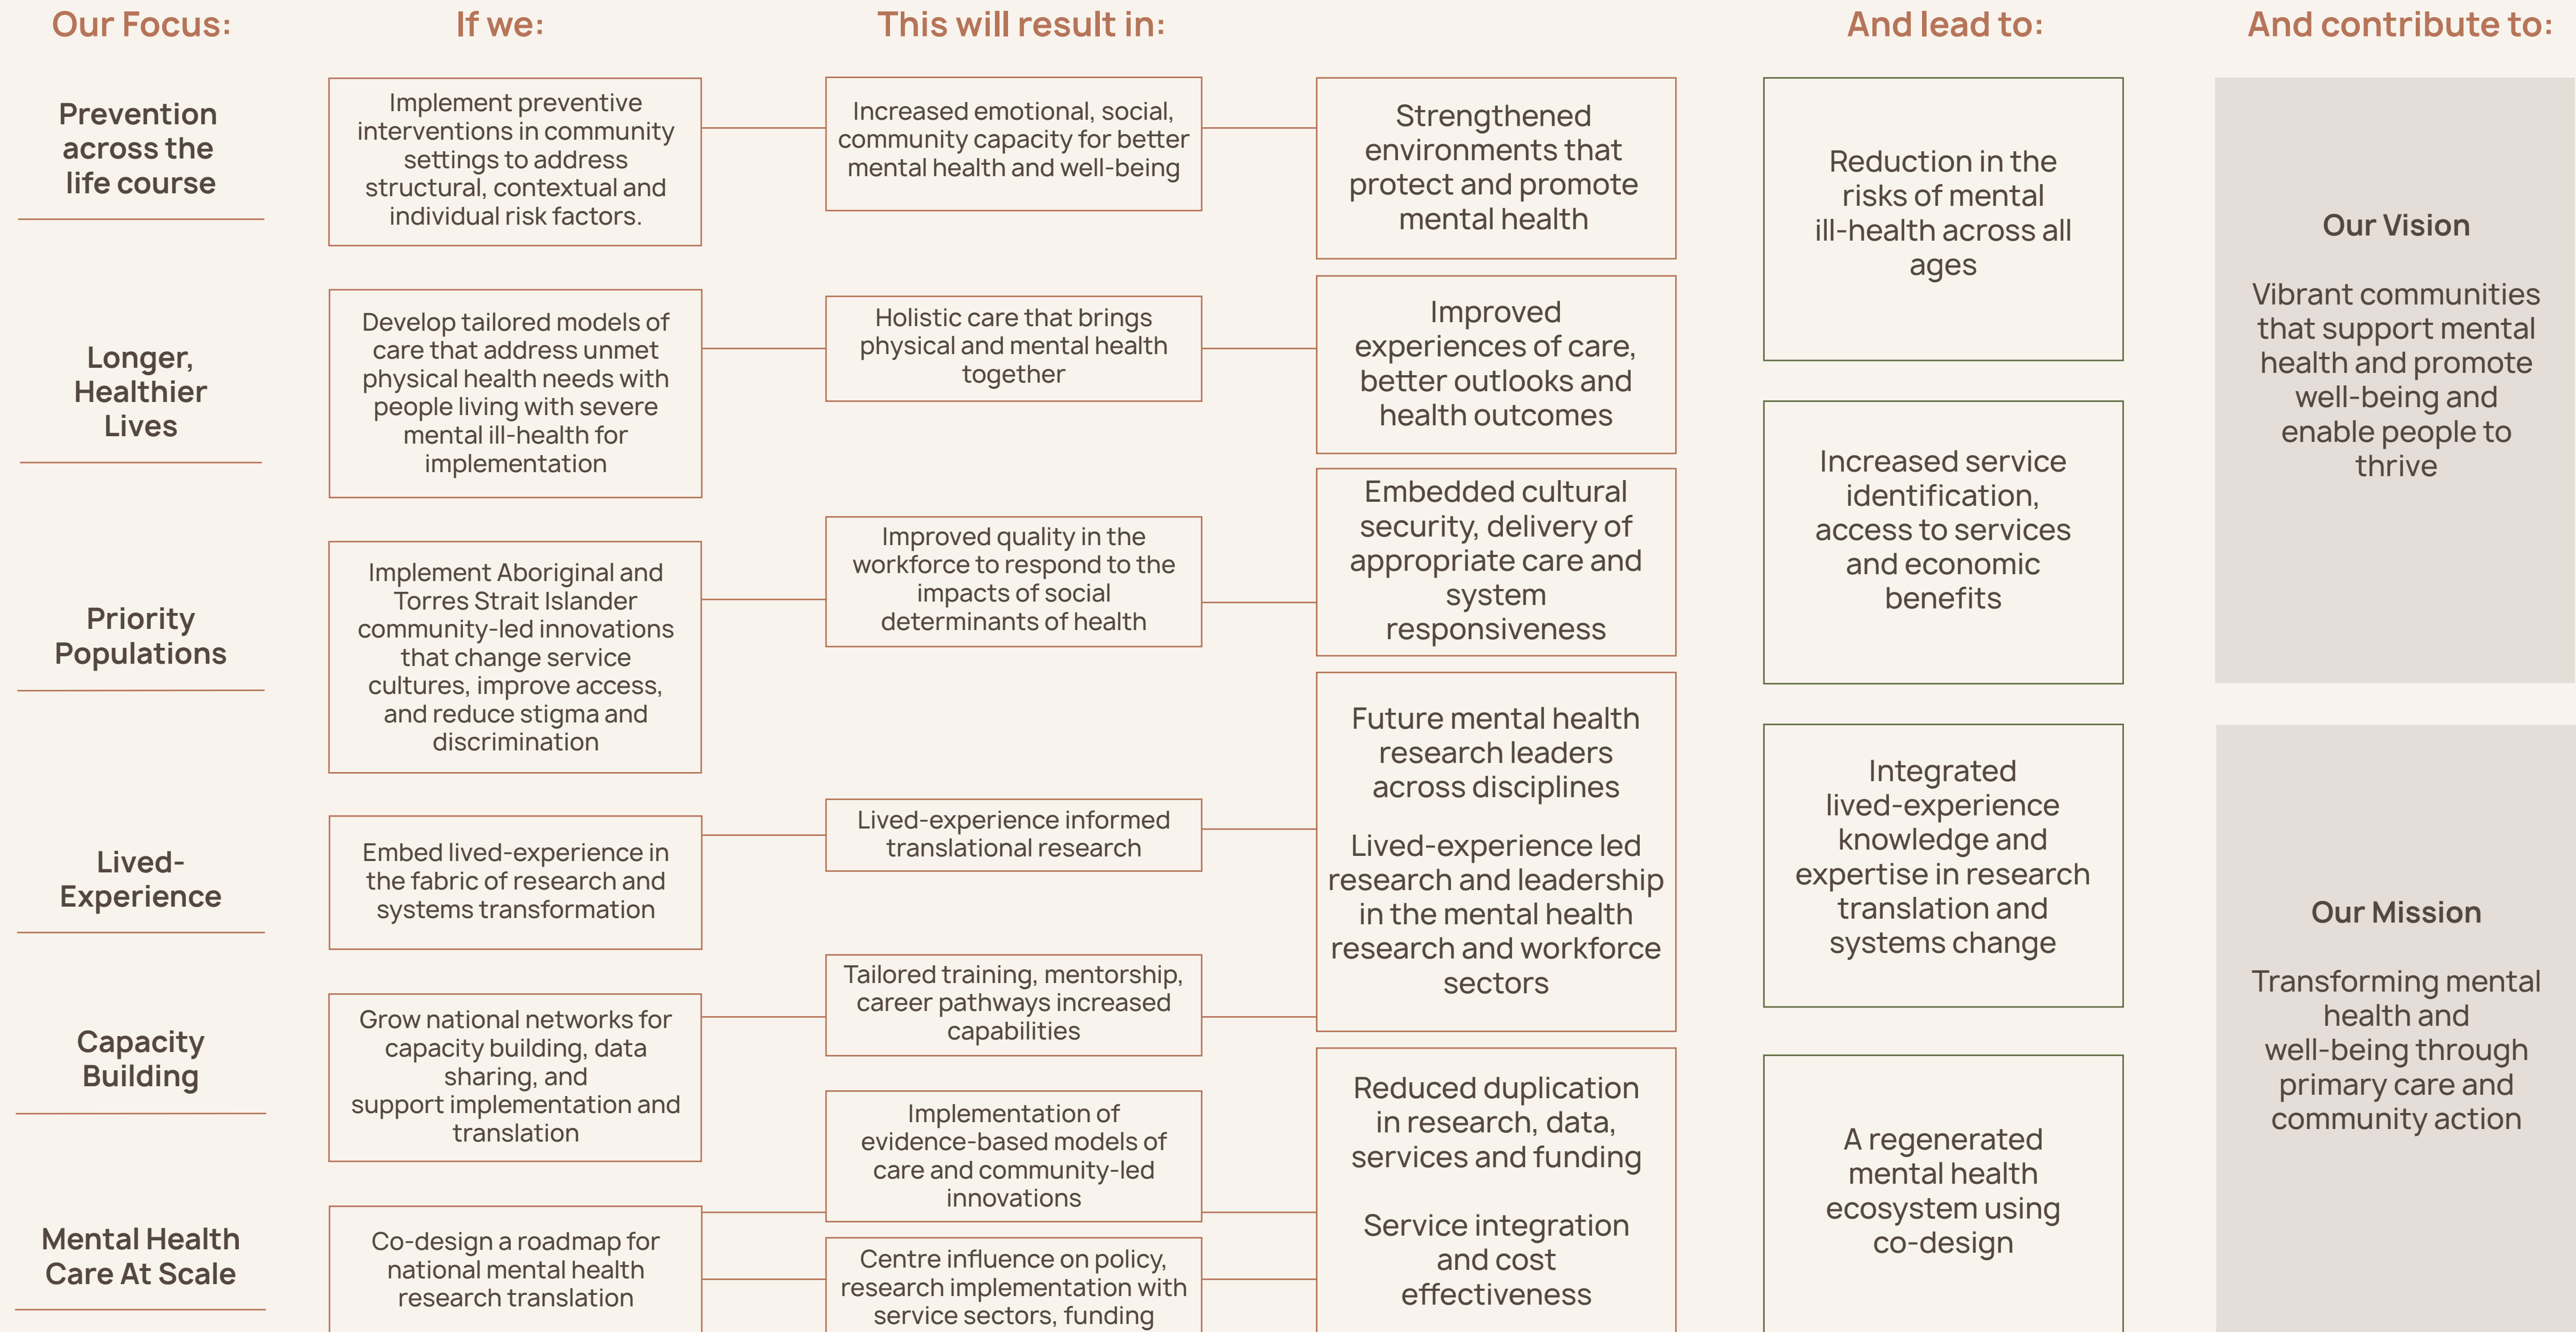 Our Focus:
If we:
This will result in:
And lead to:
And contribute to:
Prevention
across the
life course
Implement preventive
interventions in community
settings to address
structural, contextual and
individual risk factors.
Increased emotional, social,
community capacity for better
mental health and well-being
Strengthened
environments that
protect and promote
mental health
Longer,
Healthier
Lives
Develop tailored models of
care that address unmet
physical health needs with
people living with severe
mental ill-health for
implementation
Holistic care that brings
physical and mental health
together
Improved
experiences of care,
better outlooks and
health outcomes
Priority
Populations
Implement Aboriginal and
Torres Strait Islander
community-led innovations
that change service
cultures, improve access,
and reduce stigma and
discrimination
Improved quality in the
workforce to respond to the
impacts of social
determinants of health
Embedded cultural
security, delivery of
appropriate care and
system
responsiveness
Lived-
Experience
Embed lived-experience in
the fabric of research and
systems transformation
Lived-experience informed
translational research
Future mental health
research leaders
across disciplines
Lived-experience led
research and leadership
in the mental health
research and workforce
sectors
Capacity
Building
Grow national networks for
capacity building, data
sharing, and
support implementation and
translation
Tailored training, mentorship,
career pathways increased
capabilities
Mental Health
Care At Scale
Co-design a roadmap for
national mental health
research translation
Implementation of
evidence-based models of
care and community-led
innovations
Centre influence on policy,
research implementation with
service sectors, funding
Reduced duplication
in research, data,
services and funding
Service integration
and cost
effectiveness
Reduction in the
risks of mental
ill-health across all
ages
Increased service
identification,
access to services
and economic
benefits
Integrated
lived-experience
knowledge and
expertise in research
translation and
systems change
A regenerated
mental health
ecosystem using
co-design
Our Vision
Vibrant communities
that support mental
health and promote
well-being and
enable people to
thrive
Our Mission
Transforming mental
health and
well-being through
primary care and
community action